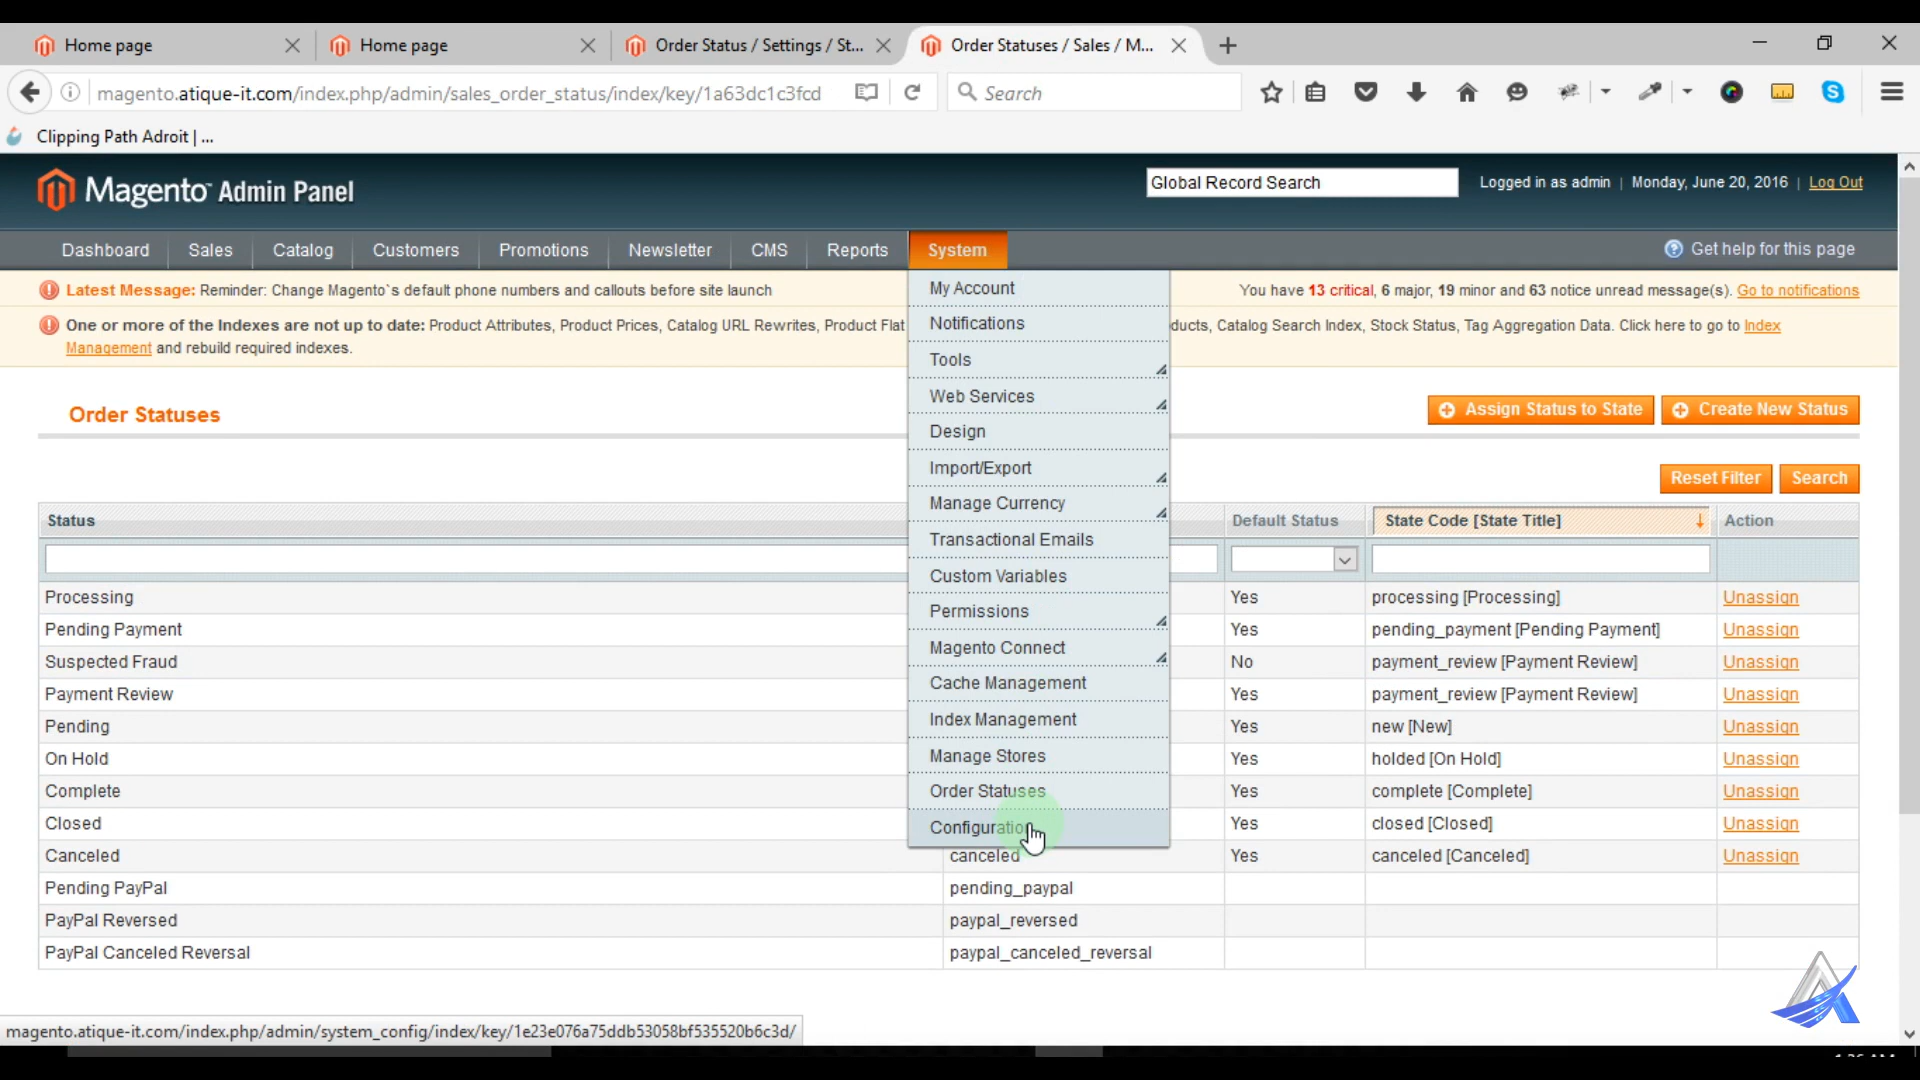 Home page
Home page
Order Status / Settings / St...
Order Statuses / Sales / M...
magento.atique-it.com/index.php/admin/sales_order_status/index/key/1a63dc1c3fcd
Search
Clipping Path Adroit | ...
Magento™ Admin Panel
Global Record Search
Logged in as admin | Monday, June 20, 2016 | Log Out
Dashboard Sales Catalog Customers Promotions Newsletter CMS Reports System
Get help for this page
Latest Message: Reminder: Change Magento`s default phone numbers and callouts before site launch
You have 13 critical, 6 major, 19 minor and 63 notice unread message(s). Go to notifications
One or more of the Indexes are not up to date: Product Attributes, Product Prices, Catalog URL Rewrites, Product Flat
ducts, Catalog Search Index, Stock Status, Tag Aggregation Data. Click here to go to Index
Management and rebuild required indexes.
My Account
Notifications
Tools
Web Services
Design
Import/Export
Manage Currency
Transactional Emails
Custom Variables
Permissions
Magento Connect
Cache Management
Index Management
Manage Stores
Order Statuses
Configuration
Order Statuses
Assign Status to State
Create New Status
Reset Filter
Search
Status Default Status State Code [State Title] Action
Processing Yes processing [Processing] Unassign
Pending Payment Yes pending_payment [Pending Payment] Unassign
Suspected Fraud No payment_review [Payment Review] Unassign
Payment Review Yes payment_review [Payment Review] Unassign
Pending Yes new [New] Unassign
On Hold Yes holded [On Hold] Unassign
Complete Yes complete [Complete] Unassign
Closed Yes closed [Closed] Unassign
Canceled canceled Yes canceled [Canceled] Unassign
Pending PayPal pending_paypal
PayPal Reversed paypal_reversed
PayPal Canceled Reversal paypal_canceled_reversal
magento.atique-it.com/index.php/admin/system_config/index/key/1e23e076a75ddb53058bf535520b6c3d/